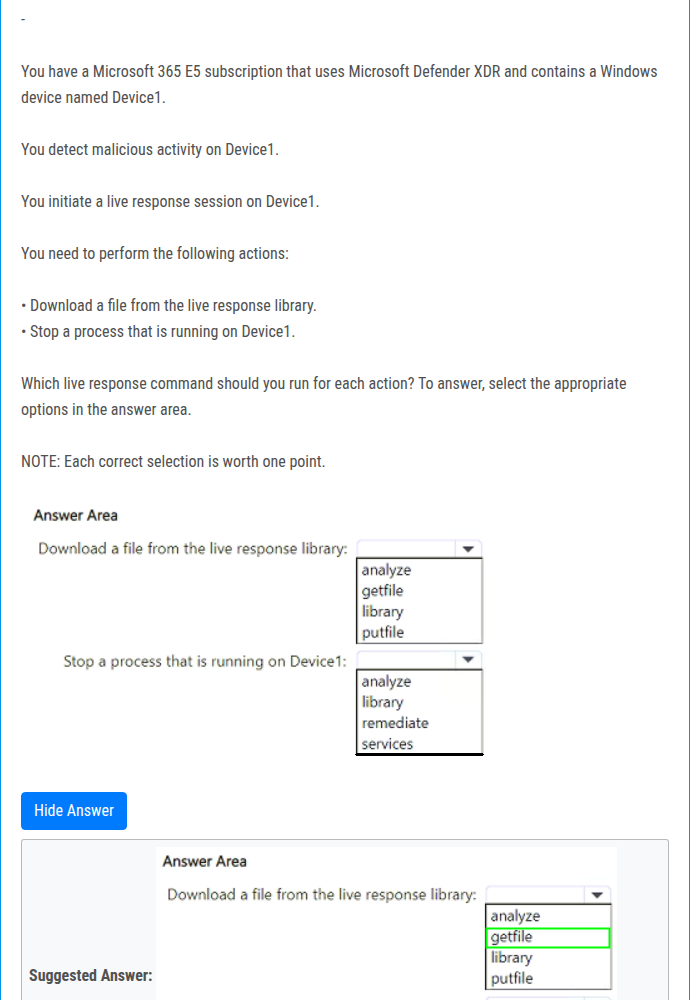 -
You have a Microsoft 365 E5 subscription that uses Microsoft Defender XDR and contains a Windows
device named Device1.
You detect malicious activity on Device1.
You initiate a live response session on Device1.
You need to perform the following actions:
• Download a file from the live response library.
• Stop a process that is running on Device1.
Which live response command should you run for each action? To answer, select the appropriate
options in the answer area.
NOTE: Each correct selection is worth one point.
Answer Area
Download a file from the live response library:
analyze
getfile
library
putfile
Stop a process that is running on Device1:
analyze
library
remediate
services
Hide Answer
Suggested Answer:
Answer Area
Download a file from the live response library:
analyze
getfile
library
putfile